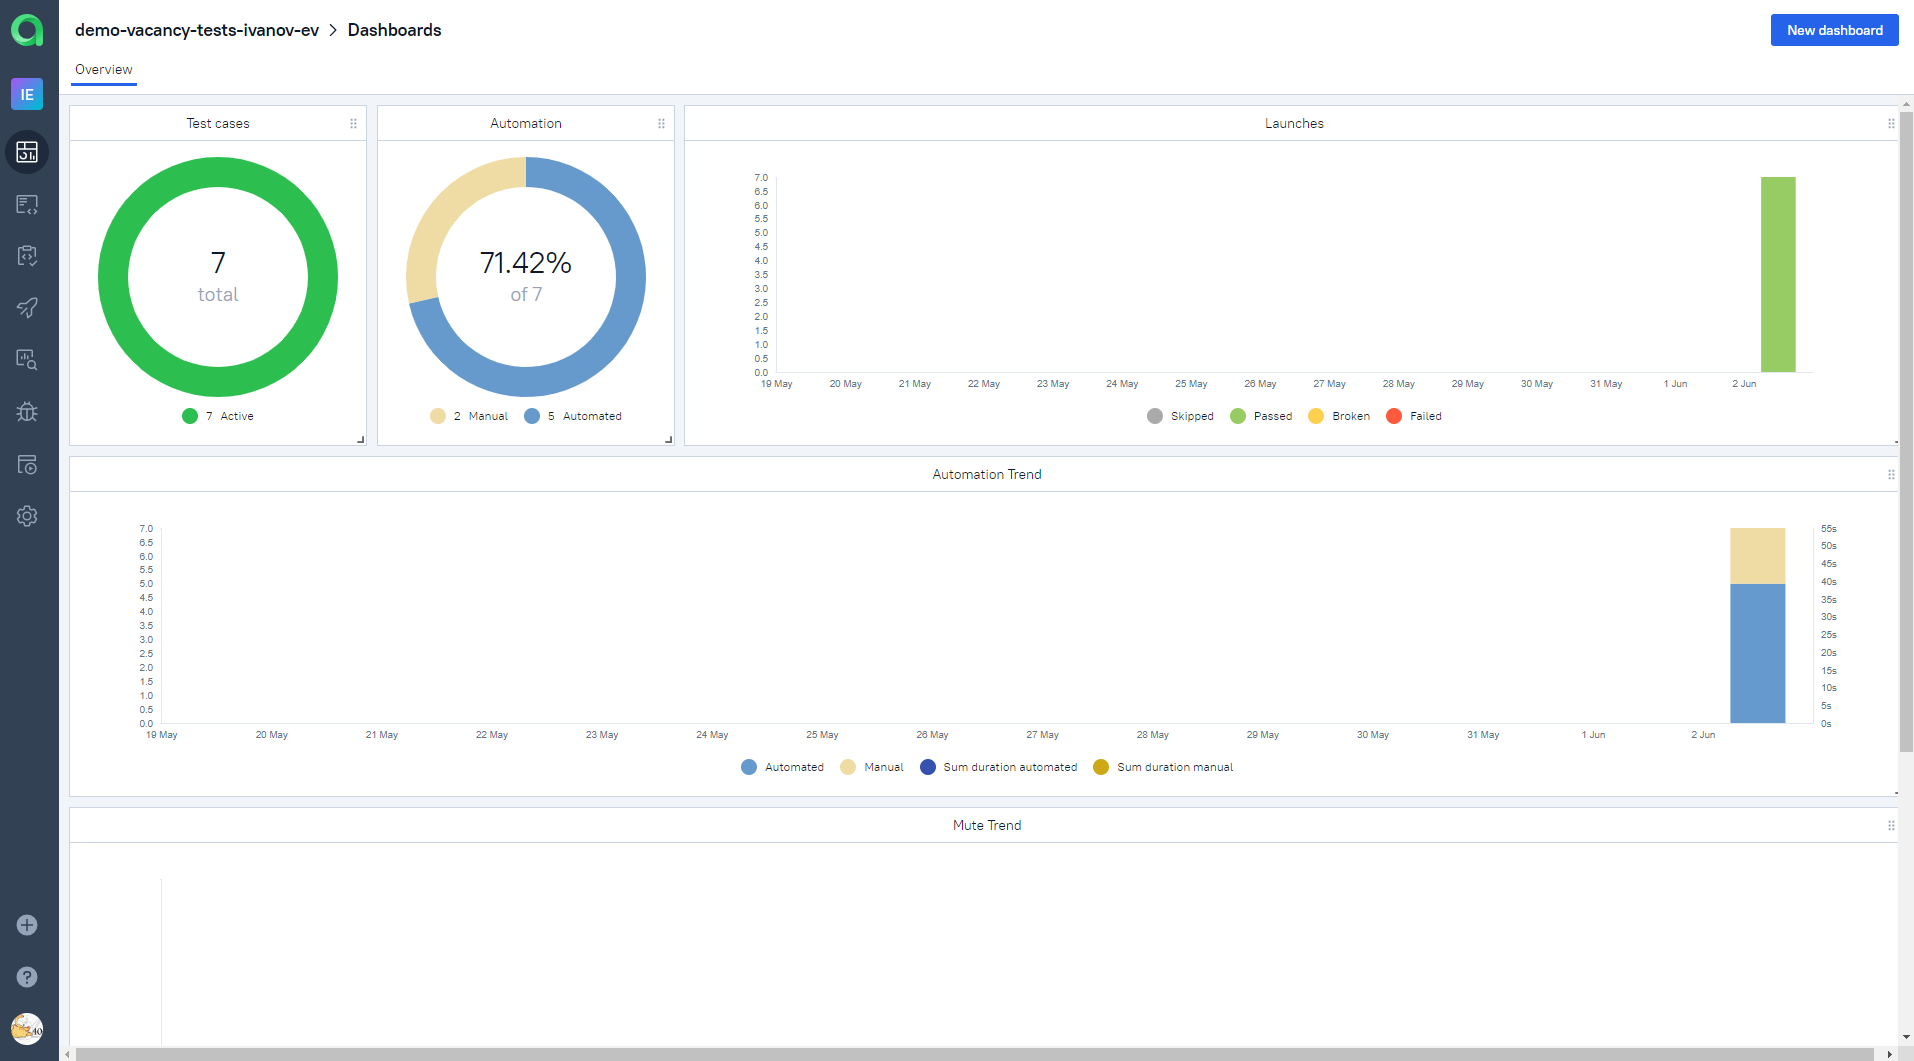 demo-vacancy-tests-ivanov-ev > Dashboards
New dashboard
Overview
IE
Test cases
7
total
7 Active
Automation
71.42%
of 7
2 Manual 5 Automated
Launches
7.0
6.5
6.0
5.5
5.0
4.5
4.0
3.5
3.0
2.5
2.0
1.5
1.0
0.5
0.0
19 May 20 May 21 May 22 May 23 May 24 May 25 May 26 May 27 May 28 May 29 May 30 May 31 May 1 Jun 2 Jun
Skipped Passed Broken Failed
Automation Trend
7.0
6.5
6.0
5.5
5.0
4.5
4.0
3.5
3.0
2.5
2.0
1.5
1.0
0.5
0.0
55s
50s
45s
40s
35s
30s
25s
20s
15s
10s
5s
0s
19 May 20 May 21 May 22 May 23 May 24 May 25 May 26 May 27 May 28 May 29 May 30 May 31 May 1 Jun 2 Jun
Automated Manual Sum duration automated Sum duration manual
Mute Trend